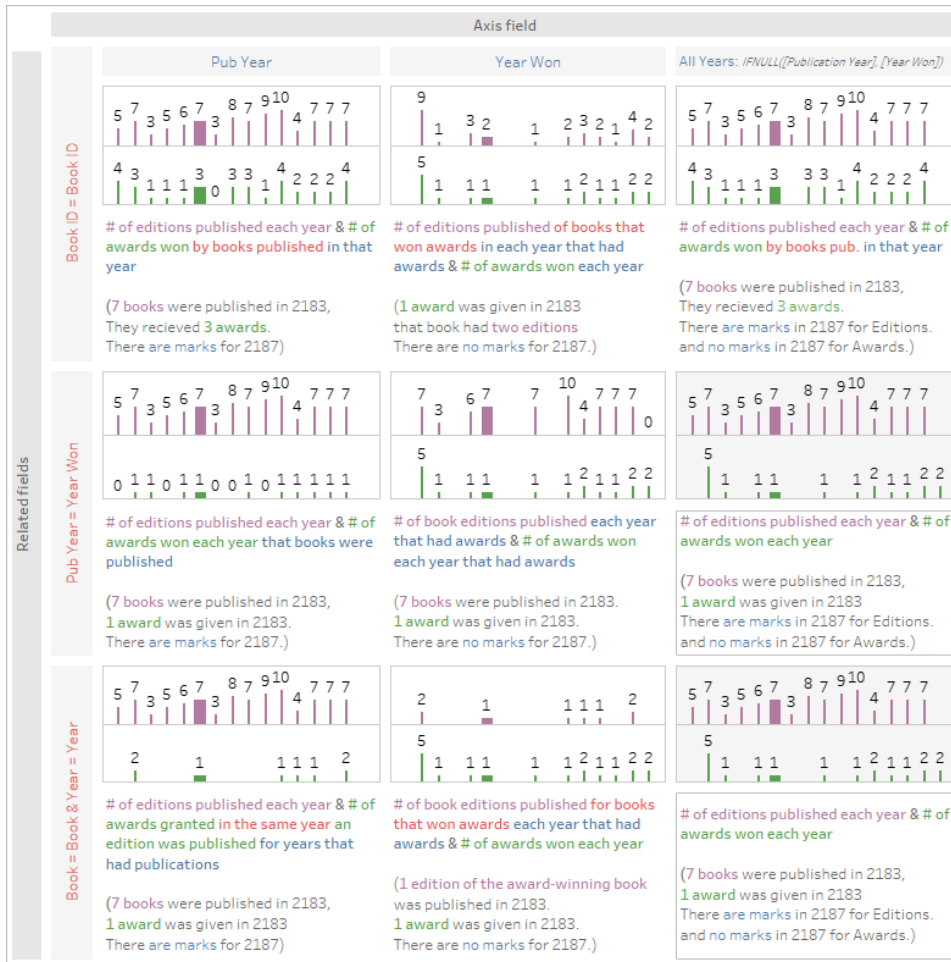 Axis field
Related fields
Pub Year
Year Won
All Years: IFNULL([Publication Year], [Year Won])
Book ID = Book ID
5 7 3 5 6 7 3 8 7 9 10 4 7 7 7
4 3 1 1 1 3 0 3 3 1 4 2 2 2 4
# of editions published each year & # of
awards won by books published in that
year
(7 books were published in 2183,
They recieved 3 awards.
There are marks for 2187)
9 1 3 2 1 2 3 2 1 4 2
5 1 1 1 1 1 2 1 1 2 2
# of editions published of books that
won awards in each year that had
awards & # of awards won each year
(1 award was given in 2183
that book had two editions
There are no marks for 2187.)
5 7 3 5 6 7 3 8 7 9 10 4 7 7 7
4 3 1 1 1 3 3 3 1 4 2 2 2 4
# of editions published each year & # of
awards won by books pub. in that year
(7 books were published in 2183,
They recieved 3 awards.
There are marks in 2187 for Editions.
and no marks in 2187 for Awards.)
Pub Year = Year Won
5 7 3 5 6 7 3 8 7 9 10 4 7 7 7
0 1 1 0 1 1 0 0 1 0 1 1 1 1 1
# of editions published each year & # of
awards won each year that books were
published
(7 books were published in 2183,
1 award was given in 2183.
There are marks for 2187.)
7 3 6 7 7 10 4 7 7 7 0
5 1 1 1 1 1 2 1 1 2 2
# of book editions published each year
that had awards & # of awards won
each year that had awards
(7 books were published in 2183.
1 award was given in 2183.
There are no marks for 2187.)
5 7 3 5 6 7 3 8 7 9 10 4 7 7 7
5 1 1 1 1 1 2 1 1 2 2
# of editions published each year & # of
awards won each year
(7 books were published in 2183,
1 award was given in 2183
There are marks in 2187 for Editions.
and no marks in 2187 for Awards.)
Book = Book & Year = Year
5 7 3 5 6 7 3 8 7 9 10 4 7 7 7
2 1 1 1 1 2
# of editions published each year & # of
awards granted in the same year an
edition was published for years that
had publications
(7 books were published in 2183,
1 award was given in 2183
There are marks for 2187)
2 1 1 1 1 2
5 1 1 1 1 1 2 1 1 2 2
# of book editions published for books
that won awards each year that had
awards & # of awards won each year
(1 edition of the award-winning book
was published in 2183.
1 award was given in 2183.
There are no marks for 2187.)
5 7 3 5 6 7 3 8 7 9 10 4 7 7 7
5 1 1 1 1 1 2 1 1 2 2
# of editions published each year & # of
awards won each year
(7 books were published in 2183,
1 award was given in 2183
There are marks in 2187 for Editions.
and no marks in 2187 for Awards.)